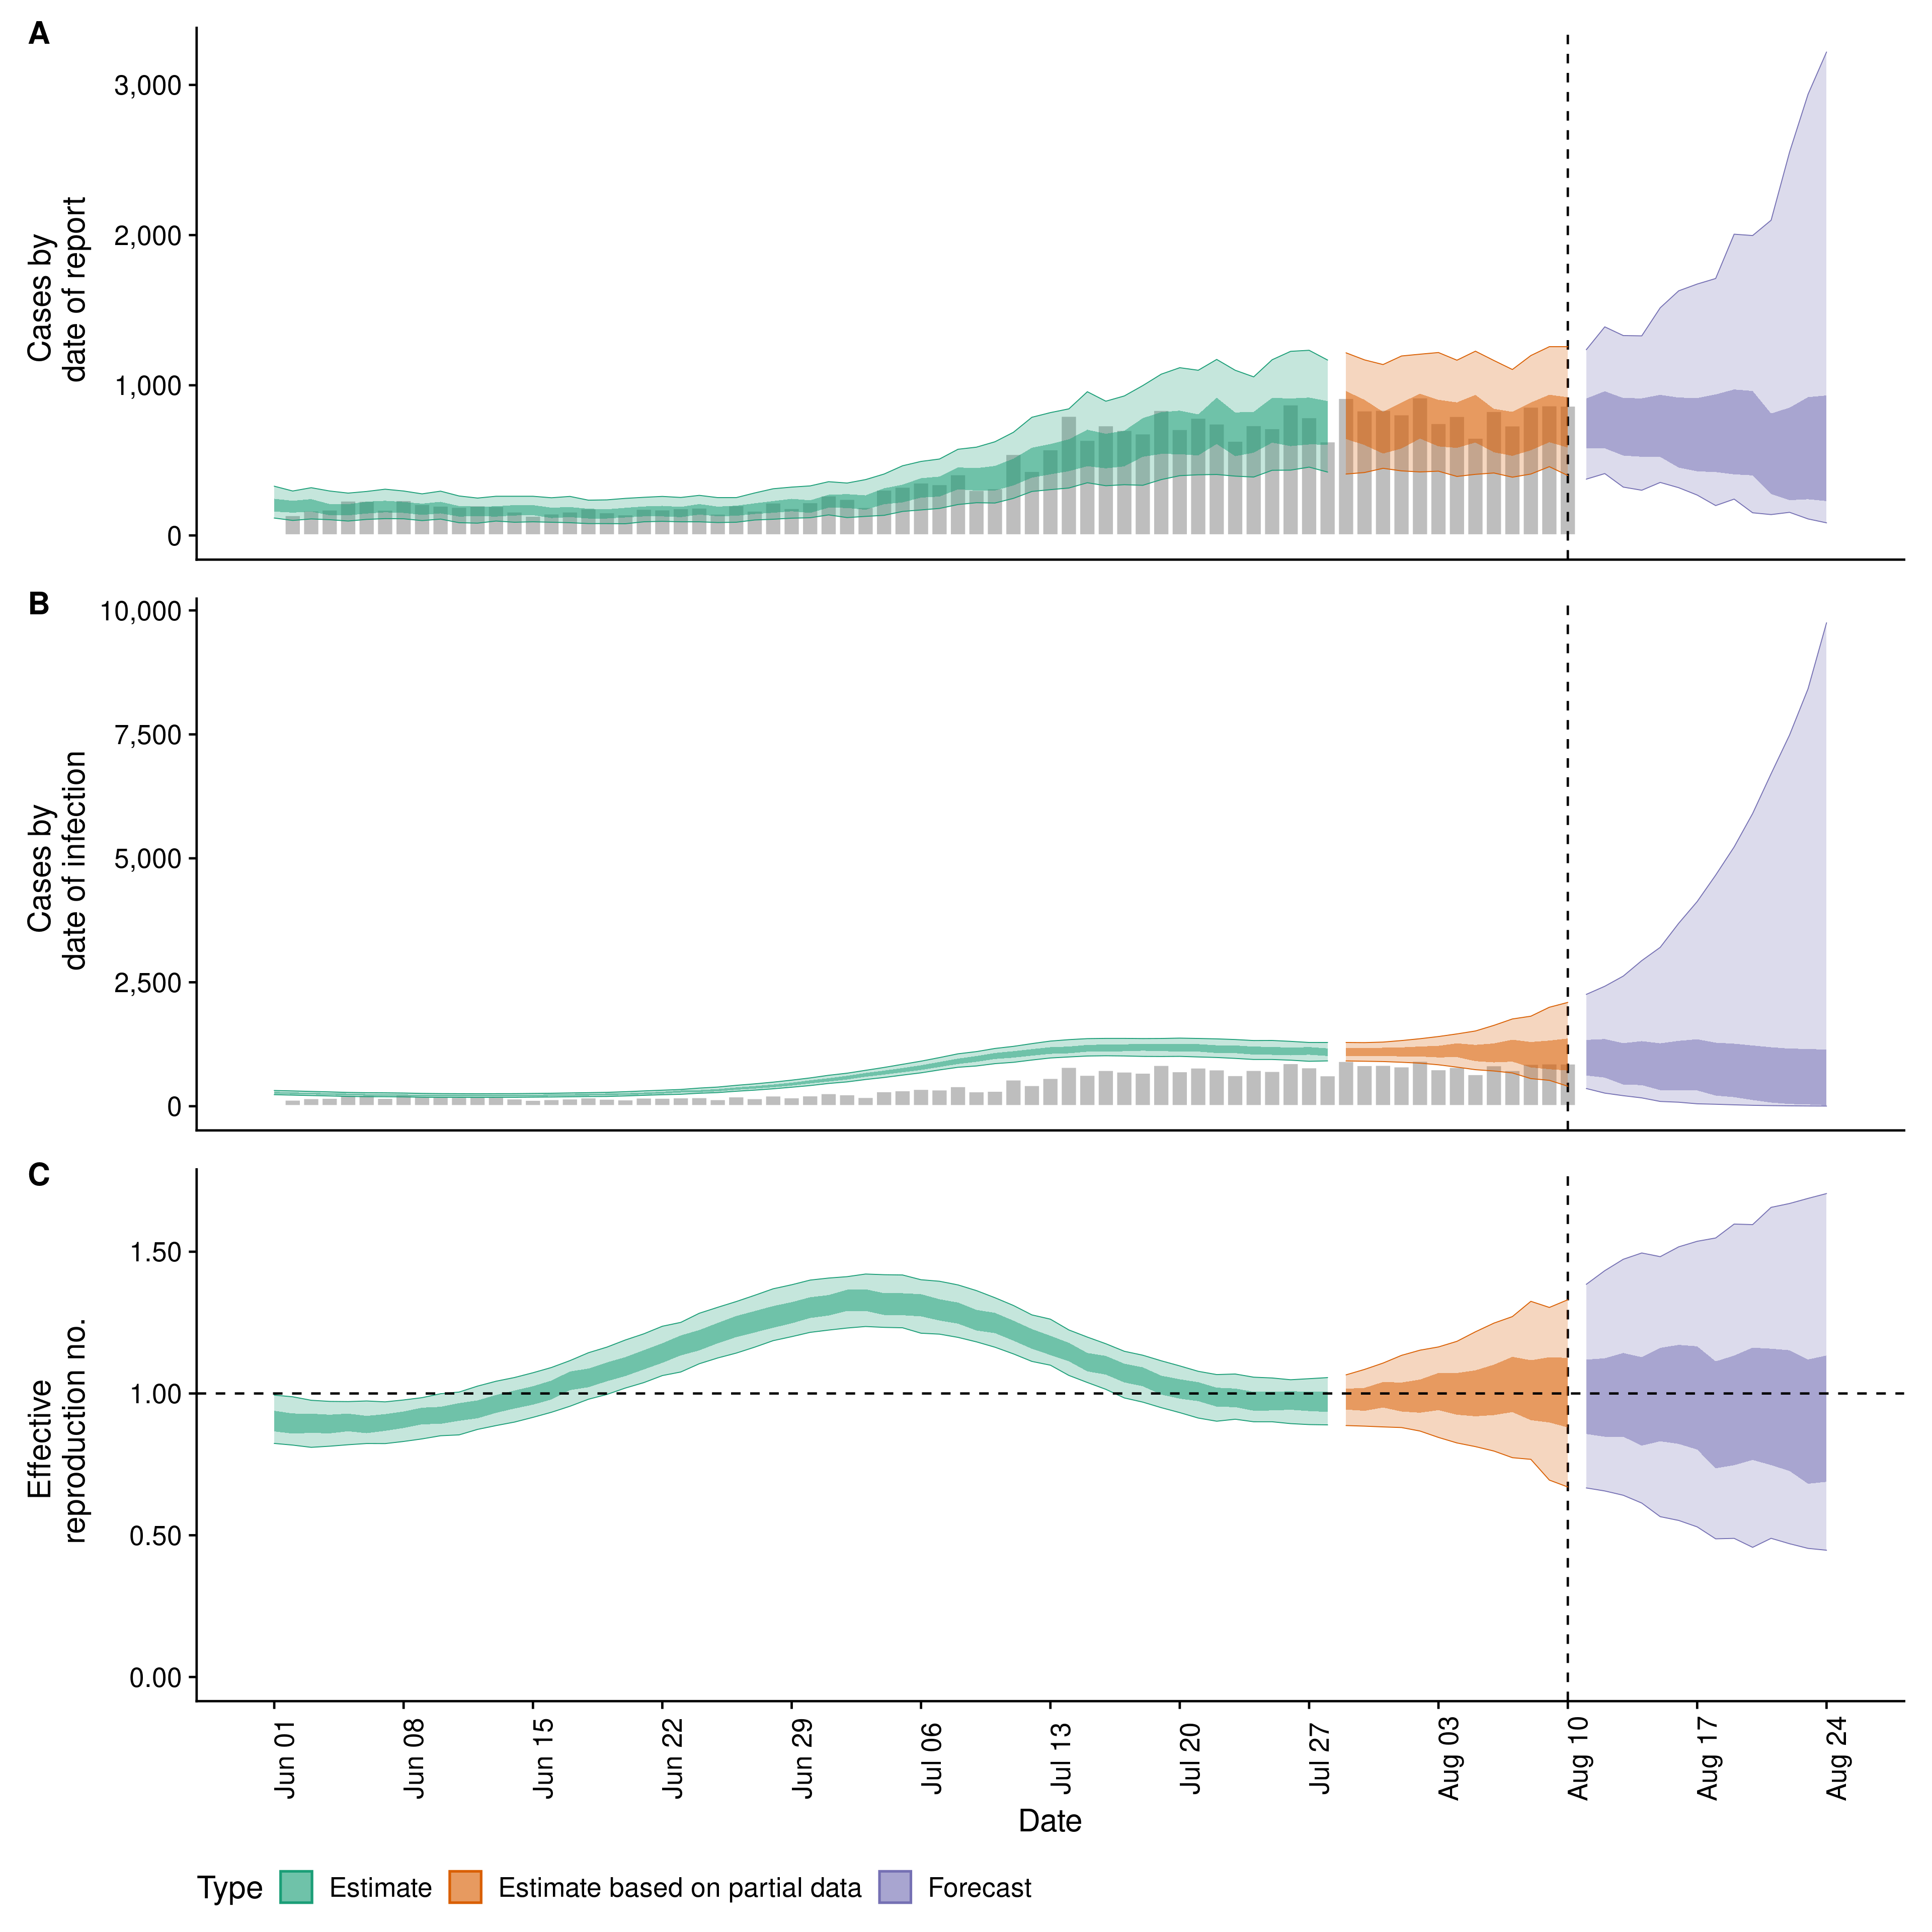 A
3,000
2,000
1,000
0
Cases by
date of report
B
10,000
7,500
5,000
2,500
0
Cases by
date of infection
C
1.50
1.00
0.50
0.00
Effective
reproduction no.
Jun 01
Jun 08
Jun 15
Jun 22
Jun 29
Jul 06
Jul 13
Jul 20
Jul 27
Aug 03
Aug 10
Aug 17
Aug 24
Date
Type Estimate Estimate based on partial data Forecast